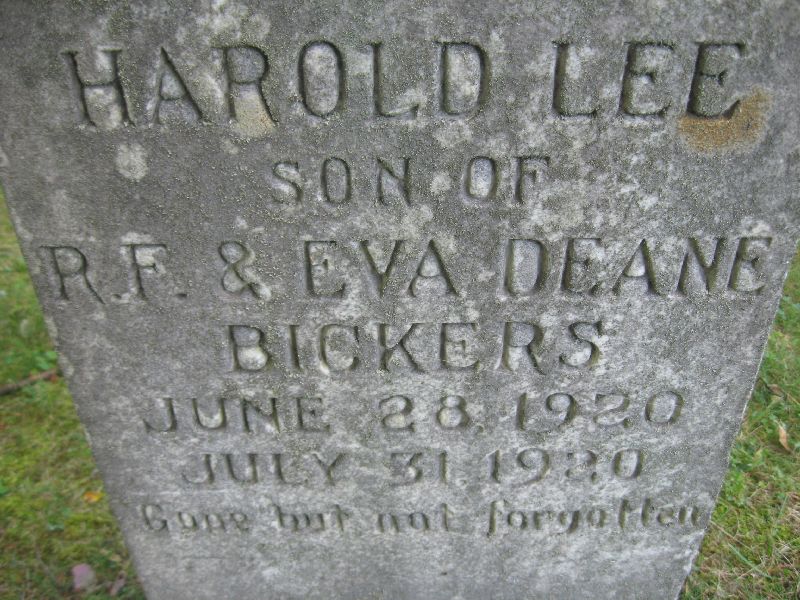 HAROLD LEE
SON OF
R.F. & EVA DEANE
BICKERS
JUNE 28, 1920
JULY 31, 1920
Gone but not forgotten